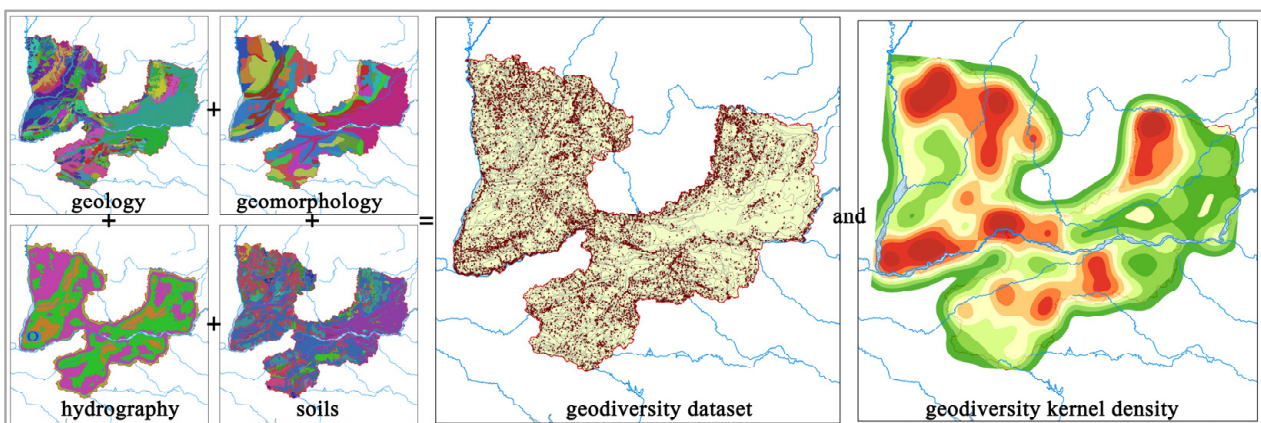 geology
+
geomorphology
+
+
=
hydrography
+
soils
geodiversity dataset
and
geodiversity kernel density